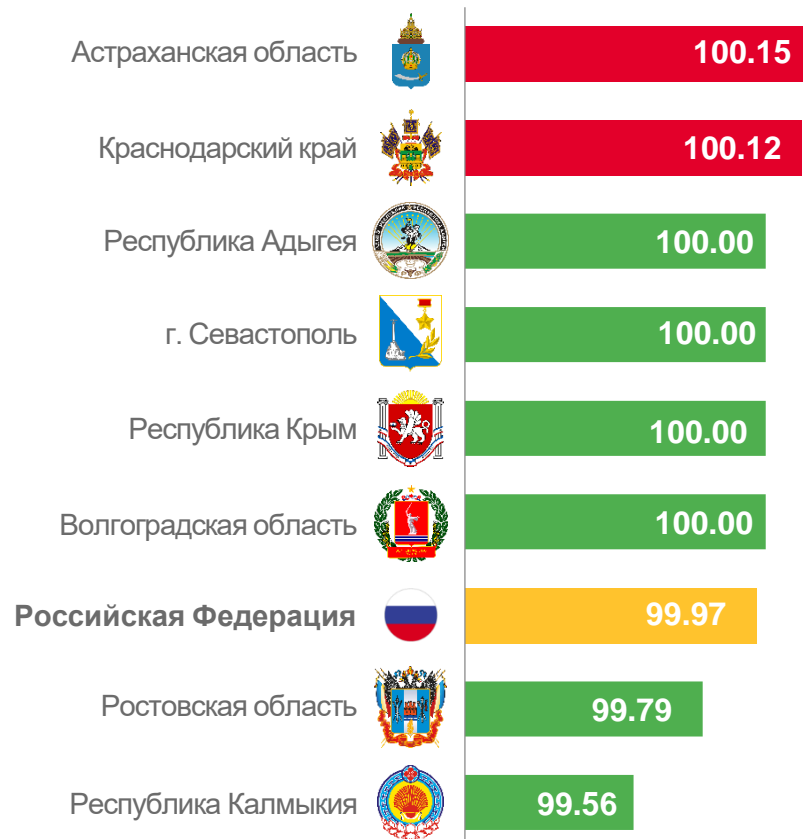 Астраханская область 100.15
Краснодарский край 100.12
Республика Адыгея 100.00
г. Севастополь 100.00
Республика Крым 100.00
Волгоградская область 100.00
Российская Федерация 99.97
Ростовская область 99.79
Республика Калмыкия 99.56